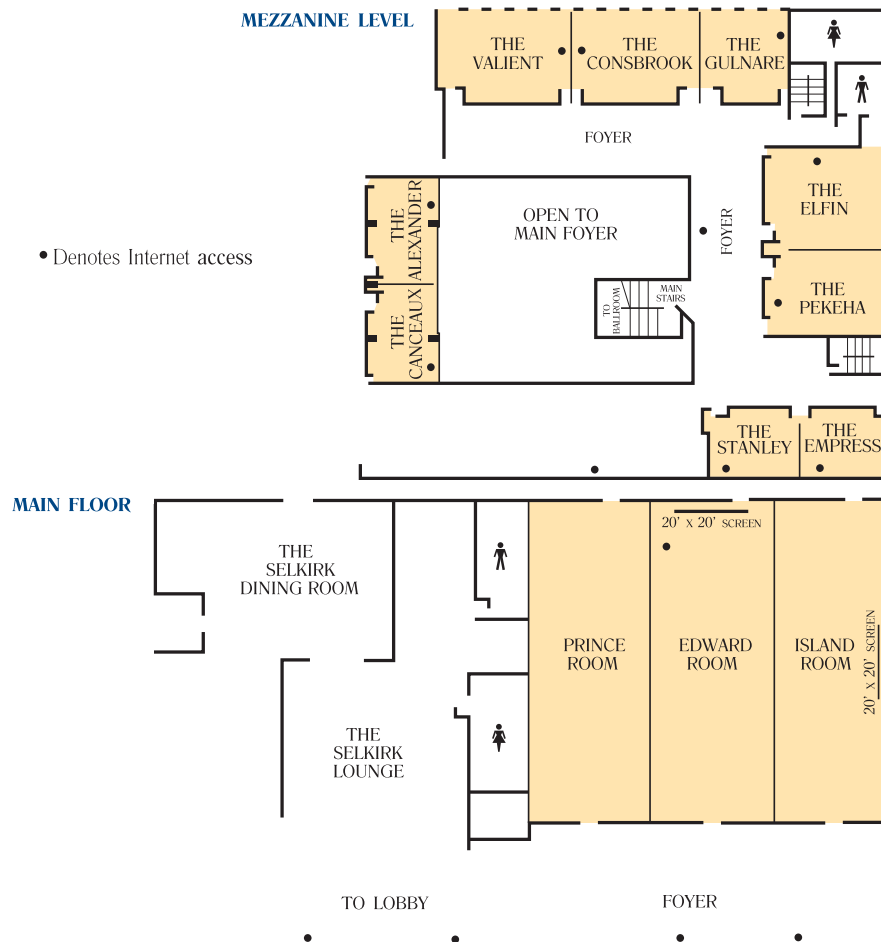 MEZZANINE LEVEL
THE
VALIENT
THE
CONSBROOK
THE
GULNARE
FOYER
THE
ALEXANDER
THE
CANCEAUX
OPEN TO
MAIN FOYER
FOYER
THE
ELFIN
THE
PEKEHA
TO
BALLROOM
MAIN
STAIRS
• Denotes Internet access
THE
STANLEY
THE
EMPRESS
MAIN FLOOR
THE
SELKIRK
DINING ROOM
20' X 20' SCREEN
PRINCE
ROOM
EDWARD
ROOM
ISLAND
ROOM
20' X 20' SCREEN
THE
SELKIRK
LOUNGE
TO LOBBY
FOYER